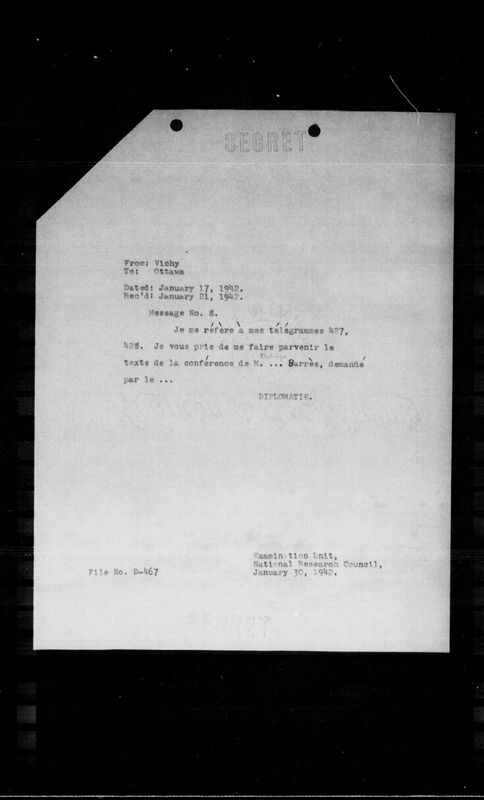 SECRET
From: Vichy
To: Ottawa
Dated: January 17, 1942.
Rec'd: January 21, 1942.
Message No. 8.
Je me réfère à mes télégrammes 427,
428. Je vous prie de me faire parvenir le
texte de la conférence de M. ... Barrès, demandé
par le ...
DIPLOMATIE.
Examination Unit,
National Research Council,
File No. D-467
January 30, 1942.
SECRET